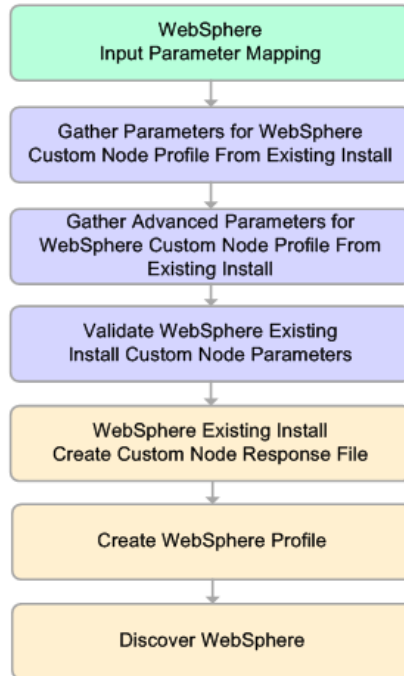 WebSphere
Input Parameter Mapping
Gather Parameters for WebSphere
Custom Node Profile From Existing Install
Gather Advanced Parameters for
WebSphere Custom Node Profile From
Existing Install
Validate WebSphere Existing
Install Custom Node Parameters
WebSphere Existing Install
Create Custom Node Response File
Create WebSphere Profile
Discover WebSphere